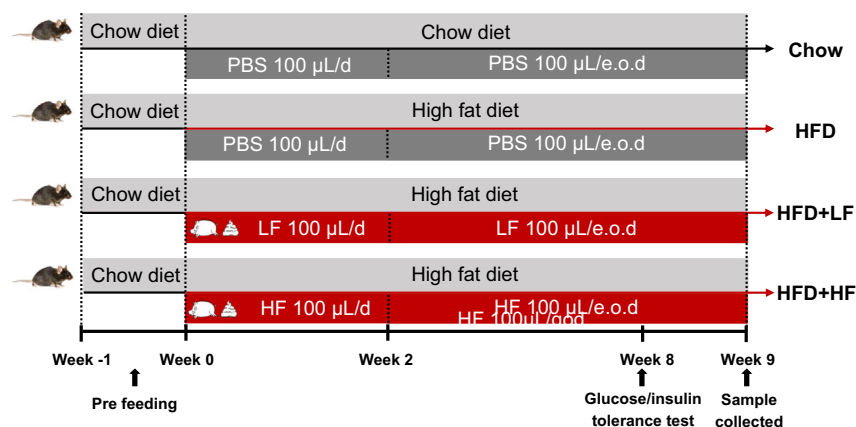 Chow diet
Chow diet
PBS 100 µL/d
PBS 100 µL/e.o.d
Chow
Chow diet
High fat diet
PBS 100 µL/d
PBS 100 µL/e.o.d
HFD
Chow diet
High fat diet
LF 100 µL/d
LF 100 µL/e.o.d
HFD+LF
Chow diet
High fat diet
HF 100 µL/d
HF 100 µL/e.o.d
HF 100µL/qod
HFD+HF
Week -1
Week 0
Week 2
Week 8
Week 9
Pre feeding
Glucose/insulin
tolerance test
Sample
collected